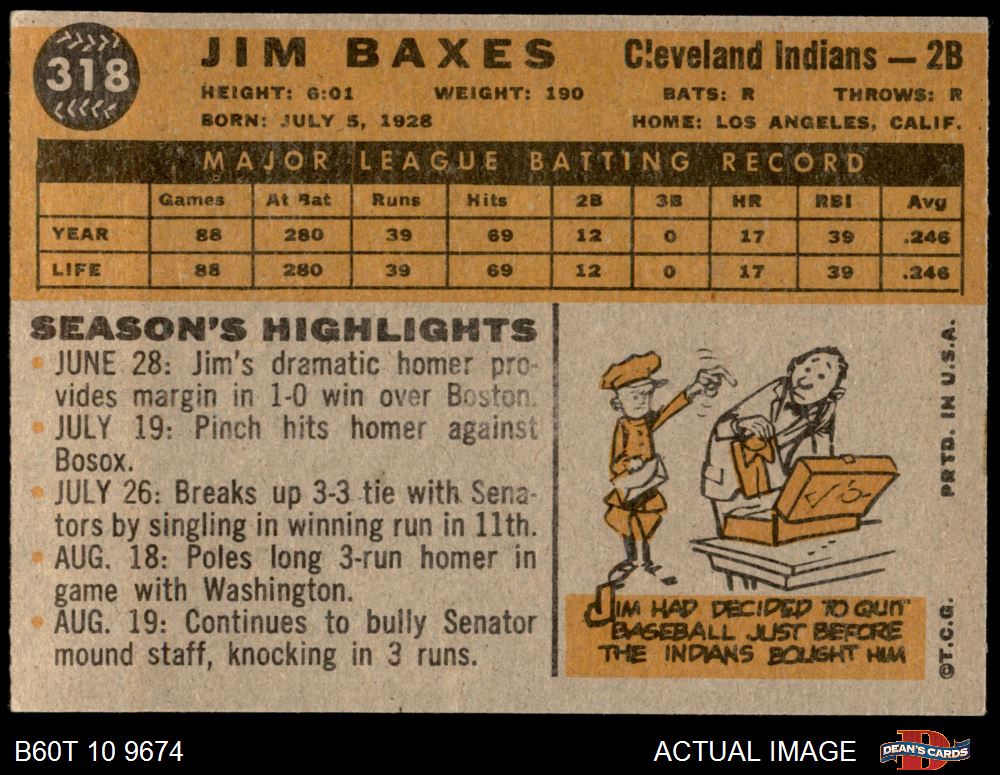 318
JIM BAXES
Cleveland Indians — 2B
HEIGHT: 6:01 WEIGHT: 190 BATS: R THROWS: R
BORN: JULY 5, 1928 HOME: LOS ANGELES, CALIF.
MAJOR LEAGUE BATTING RECORD
Games At Bat Runs Hits 2B 3B HR RBI Avg
YEAR 88 280 39 69 12 0 17 39 .246
LIFE 88 280 39 69 12 0 17 39 .246
SEASON'S HIGHLIGHTS
• JUNE 28: Jim's dramatic homer pro-
vides margin in 1-0 win over Boston.
• JULY 19: Pinch hits homer against
Bosox.
• JULY 26: Breaks up 3-3 tie with Sena-
tors by singling in winning run in 11th.
• AUG. 18: Poles long 3-run homer in
game with Washington.
• AUG. 19: Continues to bully Senator
mound staff, knocking in 3 runs.
JIM HAD DECIDED TO QUIT
BASEBALL JUST BEFORE
THE INDIANS BOUGHT HIM
©T.C.G. PRTD. IN U.S.A.
B60T 10 9674
ACTUAL IMAGE
DEAN'S CARDS